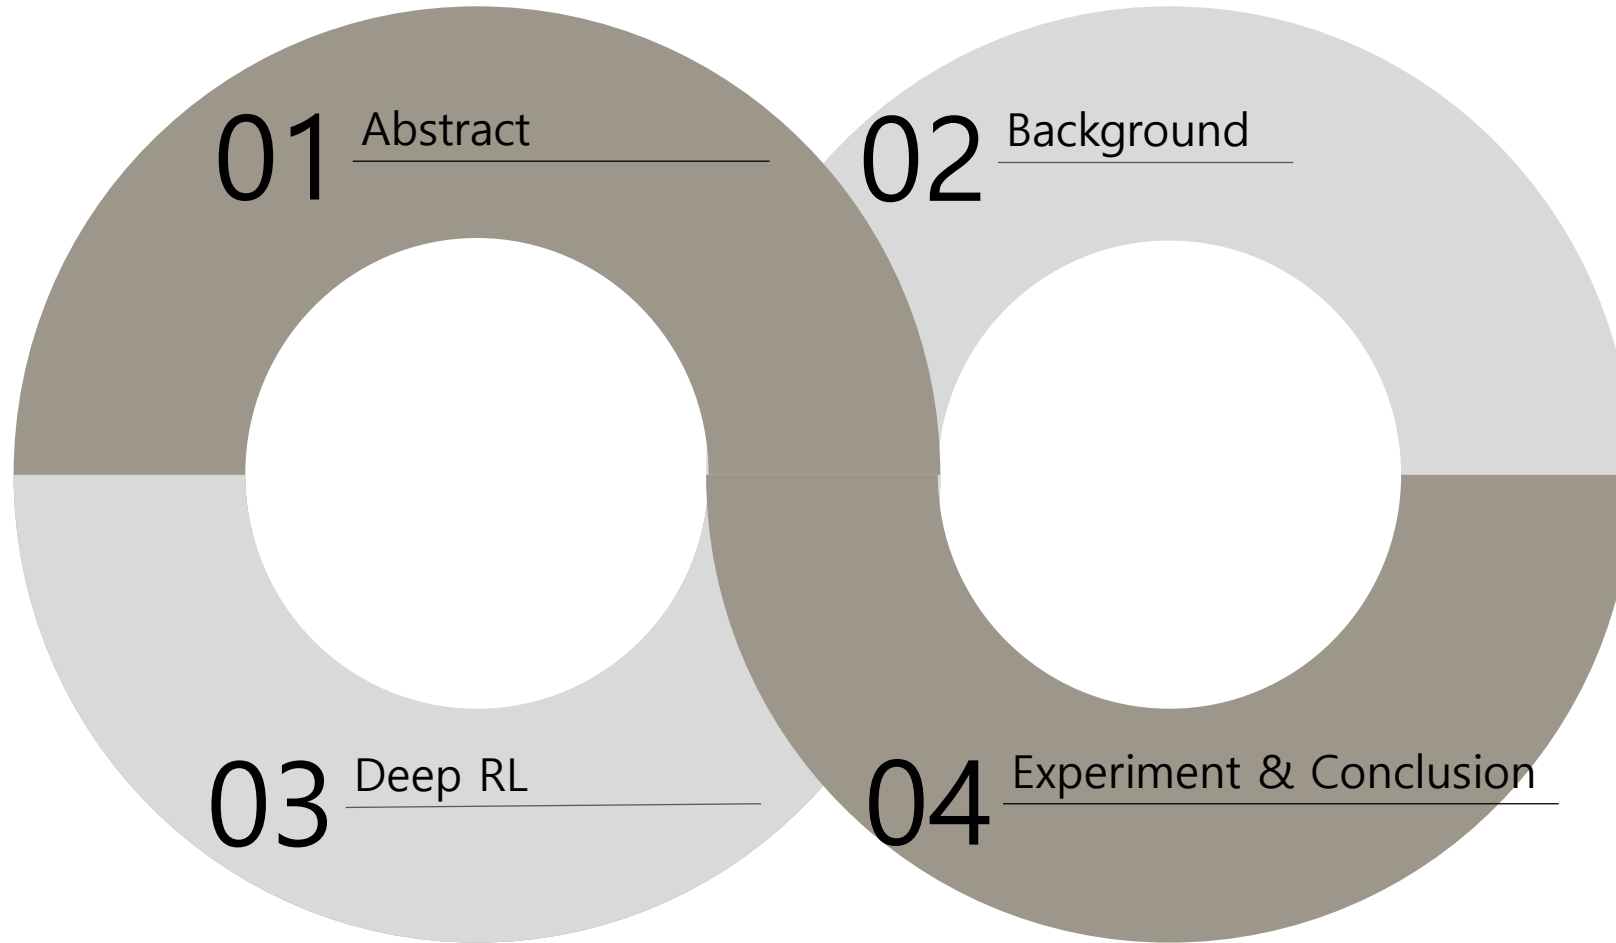 01 Abstract
02 Background
03 Deep RL
04 Experiment & Conclusion